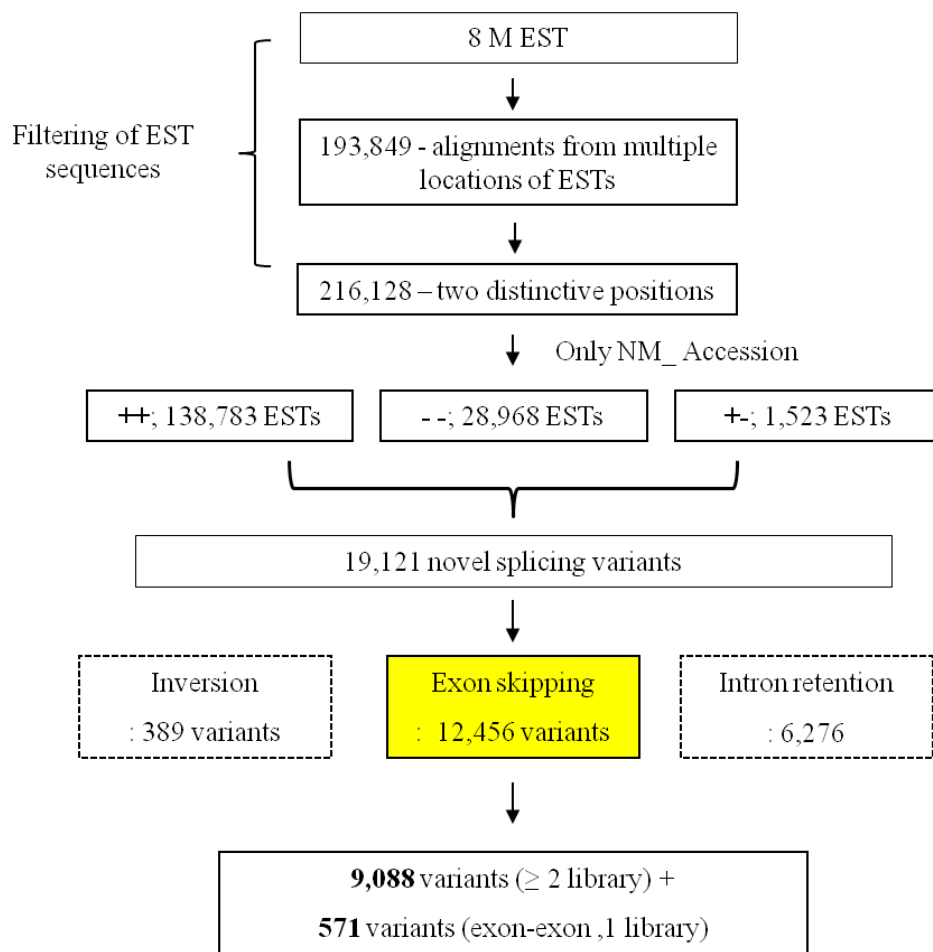 8 M EST
Filtering of EST
sequences
193,849 - alignments from multiple
locations of ESTs
216,128 – two distinctive positions
Only NM_ Accession
++; 138,783 ESTs
- -; 28,968 ESTs
+-; 1,523 ESTs
19,121 novel splicing variants
Inversion
: 389 variants
Exon skipping
: 12,456 variants
Intron retention
: 6,276
9,088 variants (≥ 2 library) +
571 variants (exon-exon ,1 library)